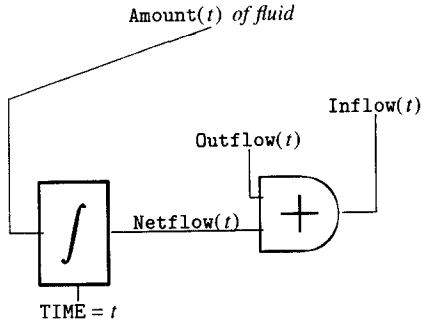 Amount(t) of fluid
Inflow(t)
Outflow(t)
∫
+
Netflow(t)
TIME = t